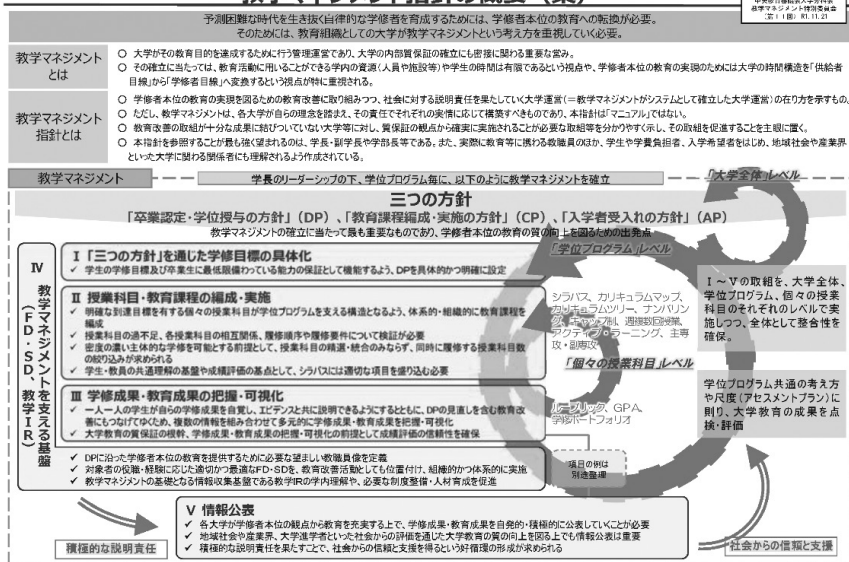 教学マネジメント指針の概要（案）
中央教育審議会大学分科会
教学マネジメント特別委員会
（第11回）R1.11.21
予測困難な時代を生き抜く自律的な学修者を育成するためには、学修者本位の教育への転換が必要。
そのためには、教育組織としての大学が教学マネジメントという考え方を重視していく必要。
教学マネジメント
とは
○ 大学がその教育目的を達成するために行う管理運営であり、大学の内部質保証の確立にも密接に関わる重要な営み。
○ その確立に当たっては、教育活動に用いることができる学内の資源（人員や施設等）や学生の時間は有限であるという視点や、学修者本位の教育の実現のためには大学の時間構造を「供給者
目線」から「学修者目線」へ変換するという視点が特に重視される。
教学マネジメント
指針とは
○ 学修者本位の教育の実現を図るための教育改善に取り組みつつ、社会に対する説明責任を果たしていく大学運営（＝教学マネジメントがシステムとして確立した大学運営）の在り方を示すもの。
○ ただし、教学マネジメントは、各大学が自らの理念を踏まえ、その責任でそれぞれの実情に応じて構築すべきものであり、本指針は「マニュアル」ではない。
○ 教育改善の取組が十分な成果に結びついていない大学等に対し、質保証の観点から確実に実施されることが必要な取組等を分かりやすく示し、その取組を促進することを主眼に置く。
○ 本指針を参照することが最も強く望まれるのは、学長・副学長や学部長等である。また、実際に教育等に携わる教職員のほか、学生や学費負担者、入学希望者をはじめ、地域社会や産業界
といった大学に関わる関係者にも理解されるよう作成されている。
教学マネジメント
学長のリーダーシップの下、学位プログラム毎に、以下のように教学マネジメントを確立
「大学全体」レベル
三つの方針
「卒業認定・学位授与の方針」（DP）、「教育課程編成・実施の方針」（CP）、「入学者受入れの方針」（AP）
教学マネジメントの確立に当たって最も重要なものであり、学修者本位の教育の質の向上を図るための出発点
「学位プログラム」レベル
Ⅳ 教学マネジメントを支える基盤
（FD・SD、教学IR）
Ⅰ 「三つの方針」を通じた学修目標の具体化
✓ 学生の学修目標及び卒業生に最低限備わっている能力の保証として機能するよう、DPを具体的かつ明確に設定
Ⅱ 授業科目・教育課程の編成・実施
✓ 明確な到達目標を有する個々の授業科目が学位プログラムを支える構造となるよう、体系的・組織的に教育課程を
編成
✓ 授業科目の過不足、各授業科目の相互関係、履修順序や履修要件について検証が必要
✓ 密度の濃い主体的な学修を可能とする前提として、授業科目の精選・統合のみならず、同時に履修する授業科目数
の絞り込みが求められる
✓ 学生・教員の共通理解の基盤や成績評価の基点として、シラバスには適切な項目を盛り込む必要
シラバス、カリキュラムマップ、
カリキュラムツリー、ナンバリン
グ、キャップ制、週複数回授業、
アクティブ・ラーニング、主専
攻・副専攻
「個々の授業科目」レベル
Ⅲ 学修成果・教育成果の把握・可視化
✓ 一人一人の学生が自らの学修成果を自覚し、エビデンスと共に説明できるようにするとともに、DPの見直しを含む教育改
善にもつなげてゆくため、複数の情報を組み合わせて多元的に学修成果・教育成果を把握・可視化
✓ 大学教育の質保証の根幹、学修成果・教育成果の把握・可視化の前提として成績評価の信頼性を確保
ルーブリック、GPA、
学修ポートフォリオ
✓ DPに沿った学修者本位の教育を提供するために必要な望ましい教職員像を定義
✓ 対象者の役職・経験に応じた適切かつ最適なFD・SDを、教育改善活動としても位置付け、組織的かつ体系的に実施
✓ 教学マネジメントの基礎となる情報収集基盤である教学IRの学内理解や、必要な制度整備・人材育成を促進
項目の例は
別途整理
Ⅰ～Ⅴの取組を、大学全体、
学位プログラム、個々の授業
科目のそれぞれのレベルで実
施しつつ、全体として整合性を
確保。
学位プログラム共通の考え方
や尺度（アセスメントプラン）に
則り、大学教育の成果を点
検・評価
Ⅴ 情報公表
✓ 各大学が学修者本位の観点から教育を充実する上で、学修成果・教育成果を自発的・積極的に公表していくことが必要
✓ 地域社会や産業界、大学進学者といった社会からの評価を通じた大学教育の質の向上を図る上でも情報公表は重要
✓ 積極的な説明責任を果たすことで、社会からの信頼と支援を得るという好循環の形成が求められる
積極的な説明責任
社会からの信頼と支援